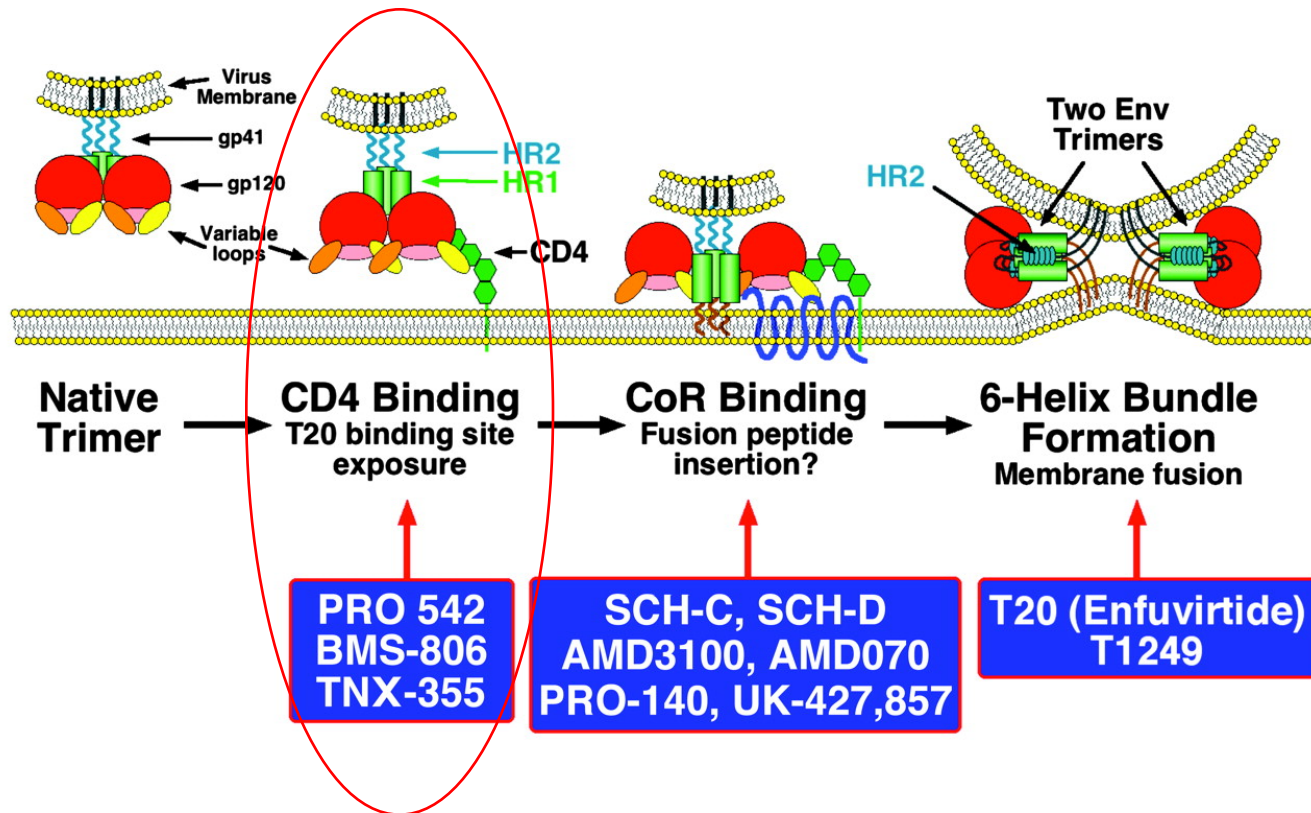 Virus
Membrane
gp41
gp120
Variable
loops
HR2
HR1
CD4
Two Env
Trimers
HR2
Native
Trimer
CD4 Binding
T20 binding site
exposure
CoR Binding
Fusion peptide
insertion?
6-Helix Bundle
Formation
Membrane fusion
PRO 542
BMS-806
TNX-355
SCH-C, SCH-D
AMD3100, AMD070
PRO-140, UK-427,857
T20 (Enfuvirtide)
T1249